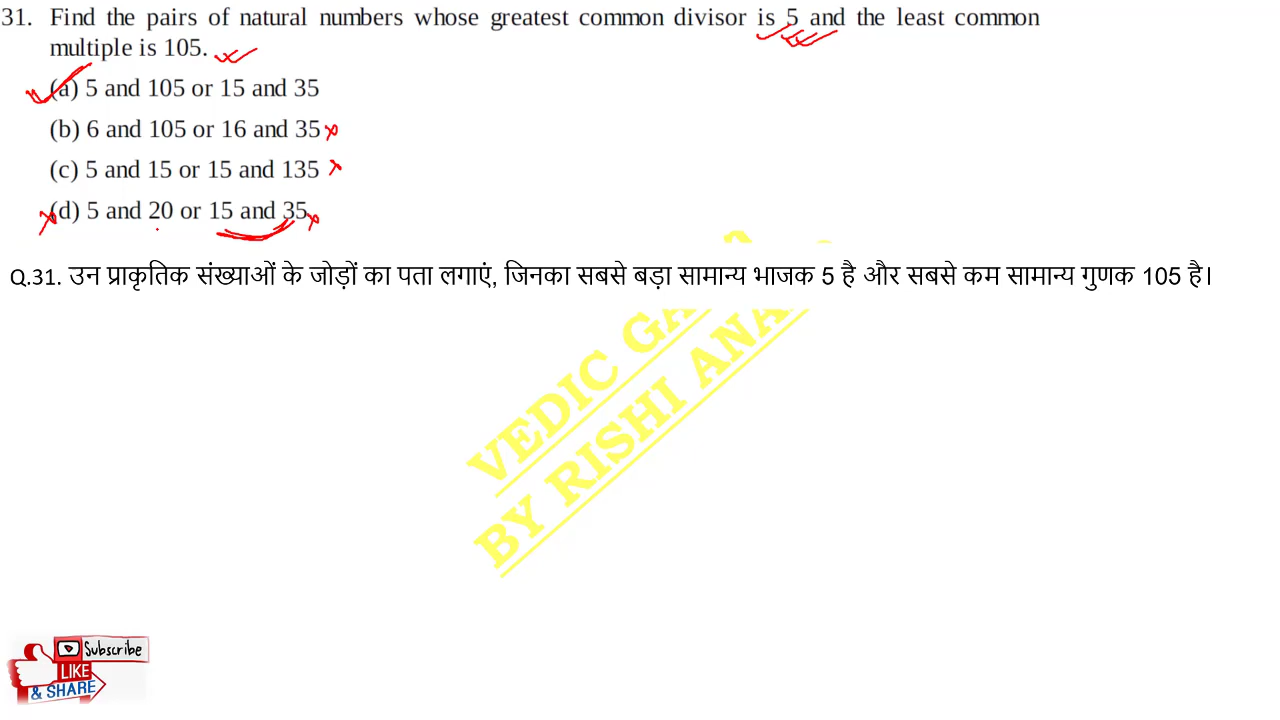 31. Find the pairs of natural numbers whose greatest common divisor is 5 and the least common
multiple is 105.
(a) 5 and 105 or 15 and 35
(b) 6 and 105 or 16 and 35
(c) 5 and 15 or 15 and 135
(d) 5 and 20 or 15 and 35
Q.31. उन प्राकृतिक संख्याओं के जोड़ों का पता लगाएं, जिनका सबसे बड़ा सामान्य भाजक 5 है और सबसे कम सामान्य गुणक 105 है।
VEDIC
BY RISHI
Subscribe
LIKE
& SHARE